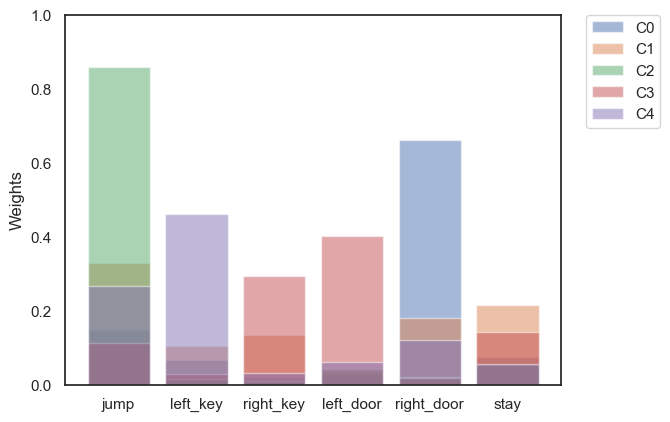 1.0
0.8
0.6
0.4
0.2
0.0
Weights
jump left_key right_key left_door right_door stay
C0
C1
C2
C3
C4